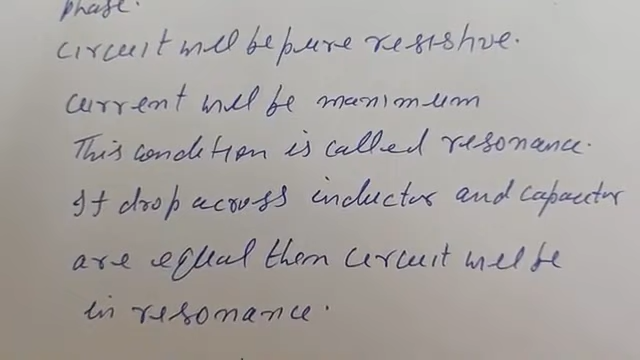 phase.
circuit will be pure resistive.
current will be maximum
This condition is called resonance.
If drop across inductor and capacitor
are equal then circuit will be
in resonance.